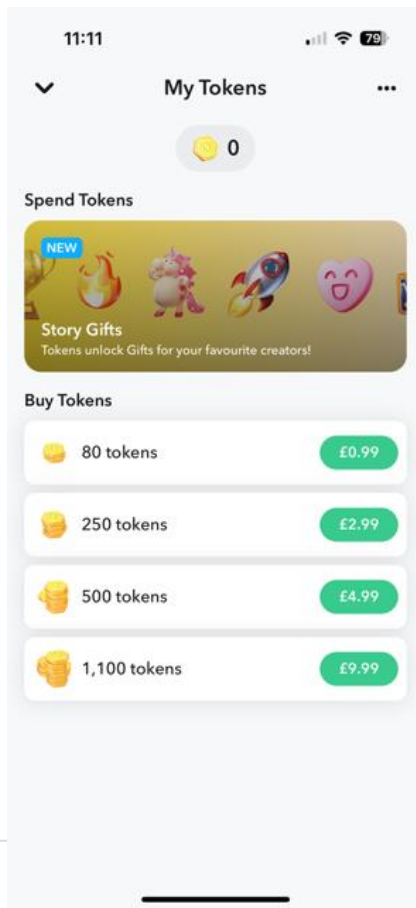 11:11
79
My Tokens
0
Spend Tokens
NEW
Story Gifts
Tokens unlock Gifts for your favourite creators!
Buy Tokens
80 tokens £0.99
250 tokens £2.99
500 tokens £4.99
1,100 tokens £9.99